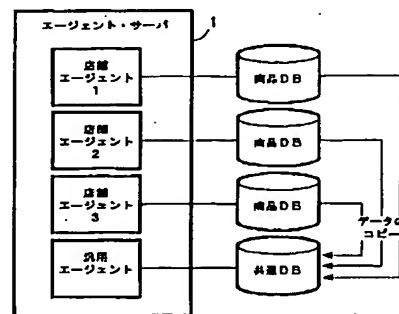 エージェント・サーバ
1
店舗
エージェント
1
商品DB
店舗
エージェント
2
商品DB
店舗
エージェント
3
商品DB
データの
コピー
汎用
エージェント
共通DB